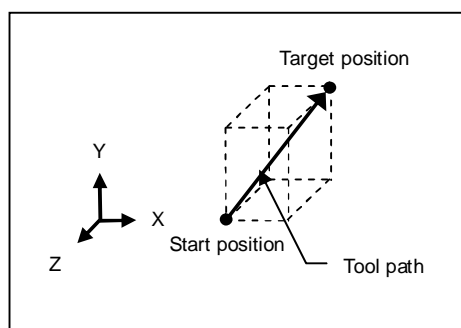 Target position
Y
X
Start position
Z
Tool path